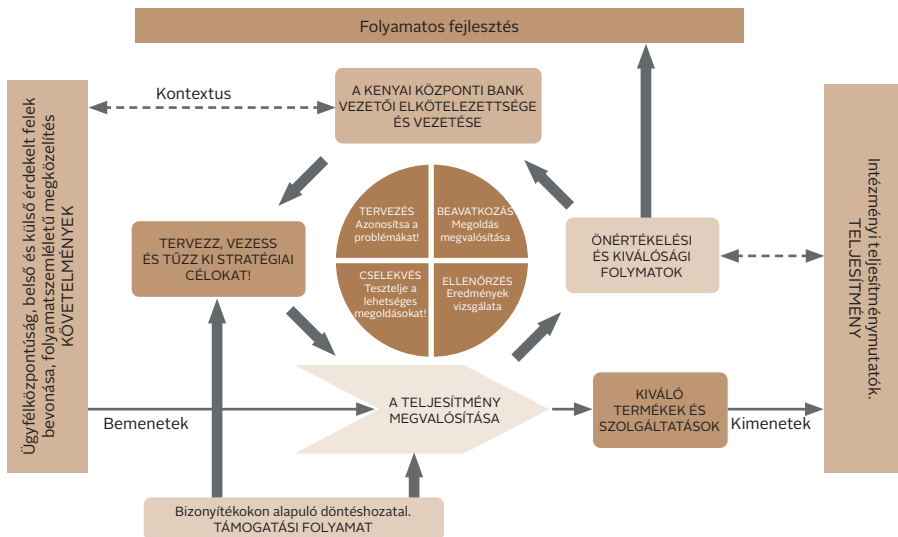 Folyamatos fejlesztés
Ügyfélközpontúság, belső és külső érdekelt felek
bevonása, folyamatszemléletű megközelítés
KÖVETELMÉNYEK
Kontextus
A KENYAI KÖZPONTI BANK
VEZETŐI ELKÖTELEZETTSÉGE
ÉS VEZETÉSE
TERVEZZ, VEZESS
ÉS TŰZZ KI STRATÉGIAI
CÉLOKAT!
TERVEZÉS
Azonosítsa a
problémákat!
BEAVATKOZÁS
Megoldás
megvalósítása
CSELEKVÉS
Tesztelje a
lehetséges
megoldásokat!
ELLENŐRZÉS
Eredmények
vizsgálata
ÖNÉRTÉKELÉSI
ÉS KIVÁLÓSÁGI
FOLYMATOK
Intézményi teljesítménymutatók.
TELJESÍTMÉNY
Bemenetek
A TELJESÍTMÉNY
MEGVALÓSÍTÁSA
KIVÁLÓ
TERMÉKEK ÉS
SZOLGÁLTATÁSOK
Kimenetek
Bizonyítékokon alapuló döntéshozatal.
TÁMOGATÁSI FOLYAMAT